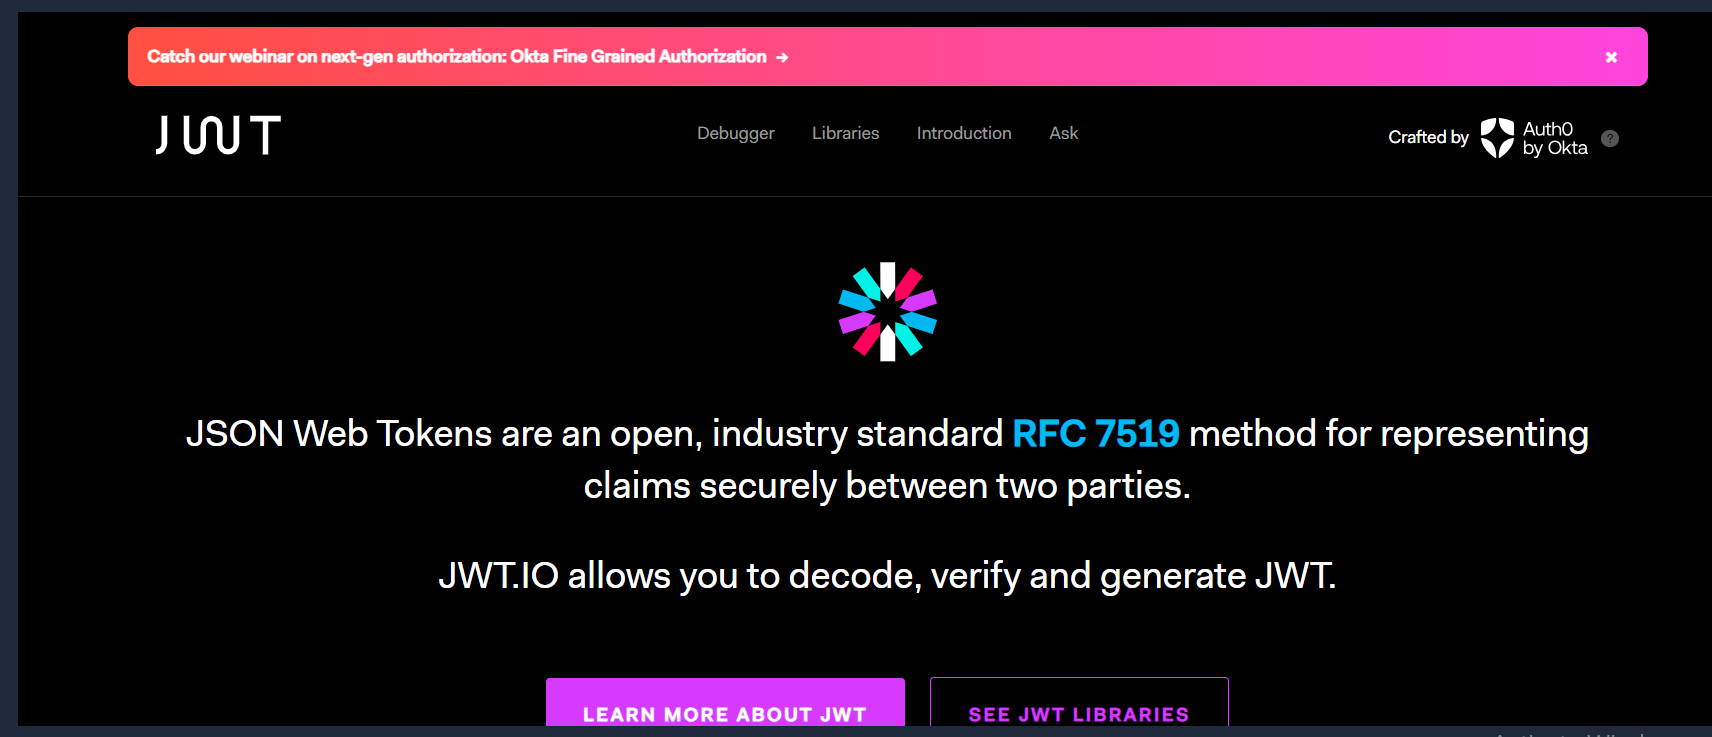 Catch our webinar on next-gen authorization: Okta Fine Grained Authorization →
JWT
Debugger
Libraries
Introduction
Ask
Crafted by
Auth0
by Okta
?
JSON Web Tokens are an open, industry standard RFC 7519 method for representing
claims securely between two parties.
JWT.IO allows you to decode, verify and generate JWT.
LEARN MORE ABOUT JWT
SEE JWT LIBRARIES